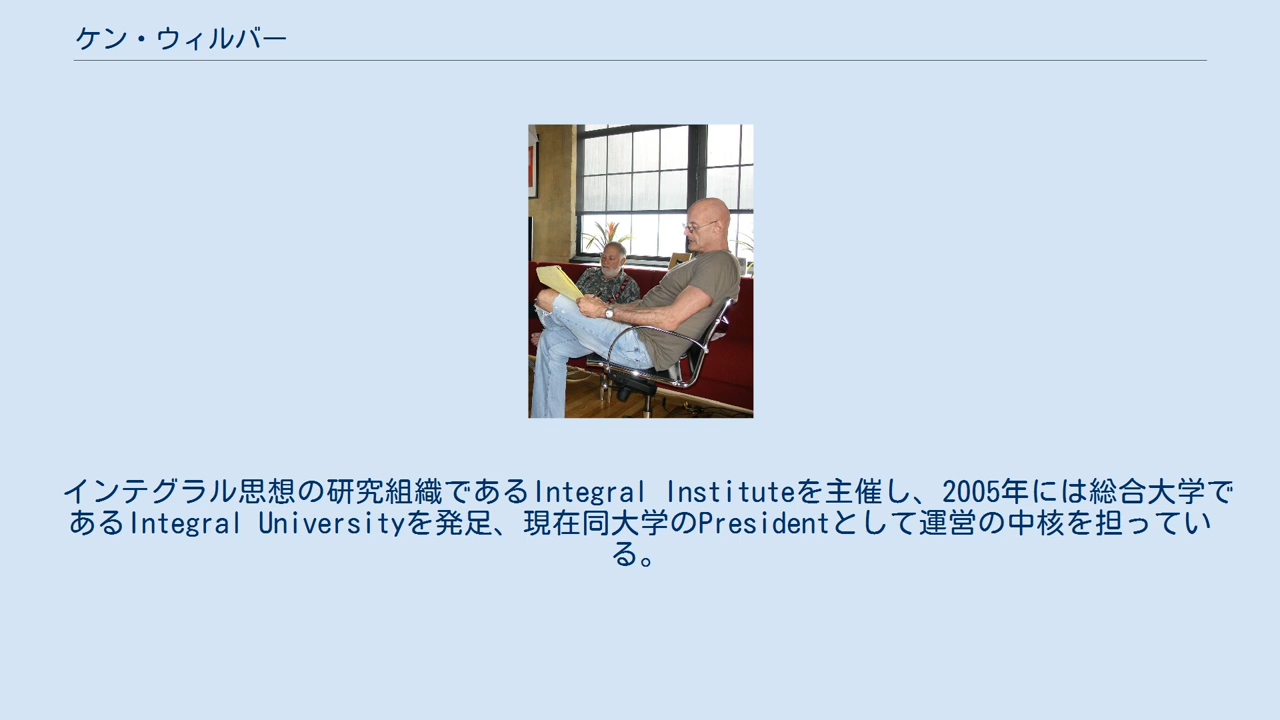 ケン・ウィルバー
インテグラル思想の研究組織であるIntegral Instituteを主催し、2005年には総合大学で
あるIntegral Universityを発足、現在同大学のPresidentとして運営の中核を担ってい
る。